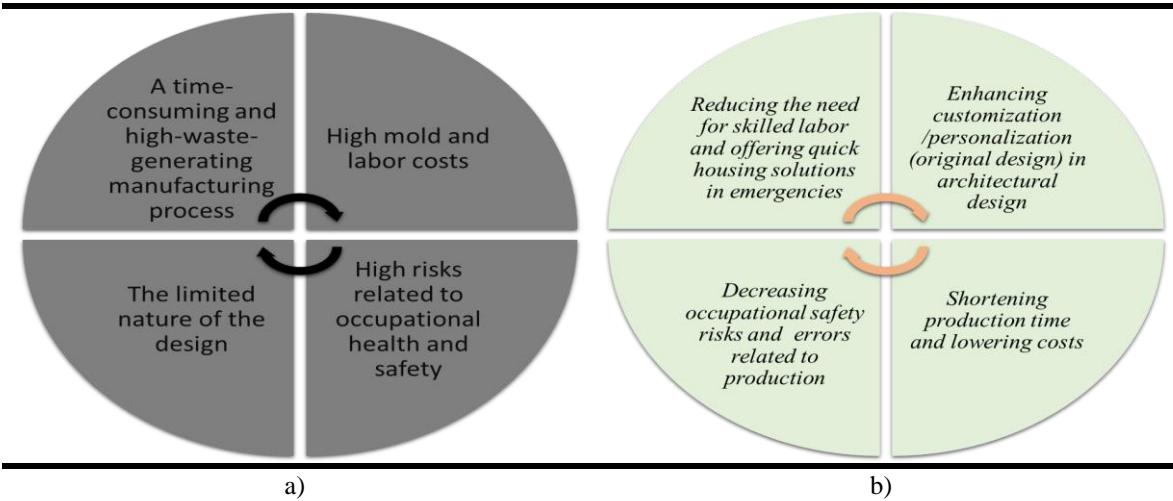 A time-
consuming and
high-waste-
generating
manufacturing
process
High mold and
labor costs
The limited
nature of the
design
High risks
related to
occupational
health and
safety
Reducing the need
for skilled labor
and offering quick
housing solutions
in emergencies
Enhancing
customization
/personalization
(original design) in
architectural
design
Decreasing
occupational safety
risks and errors
related to
production
Shortening
production time
and lowering costs
a)
b)